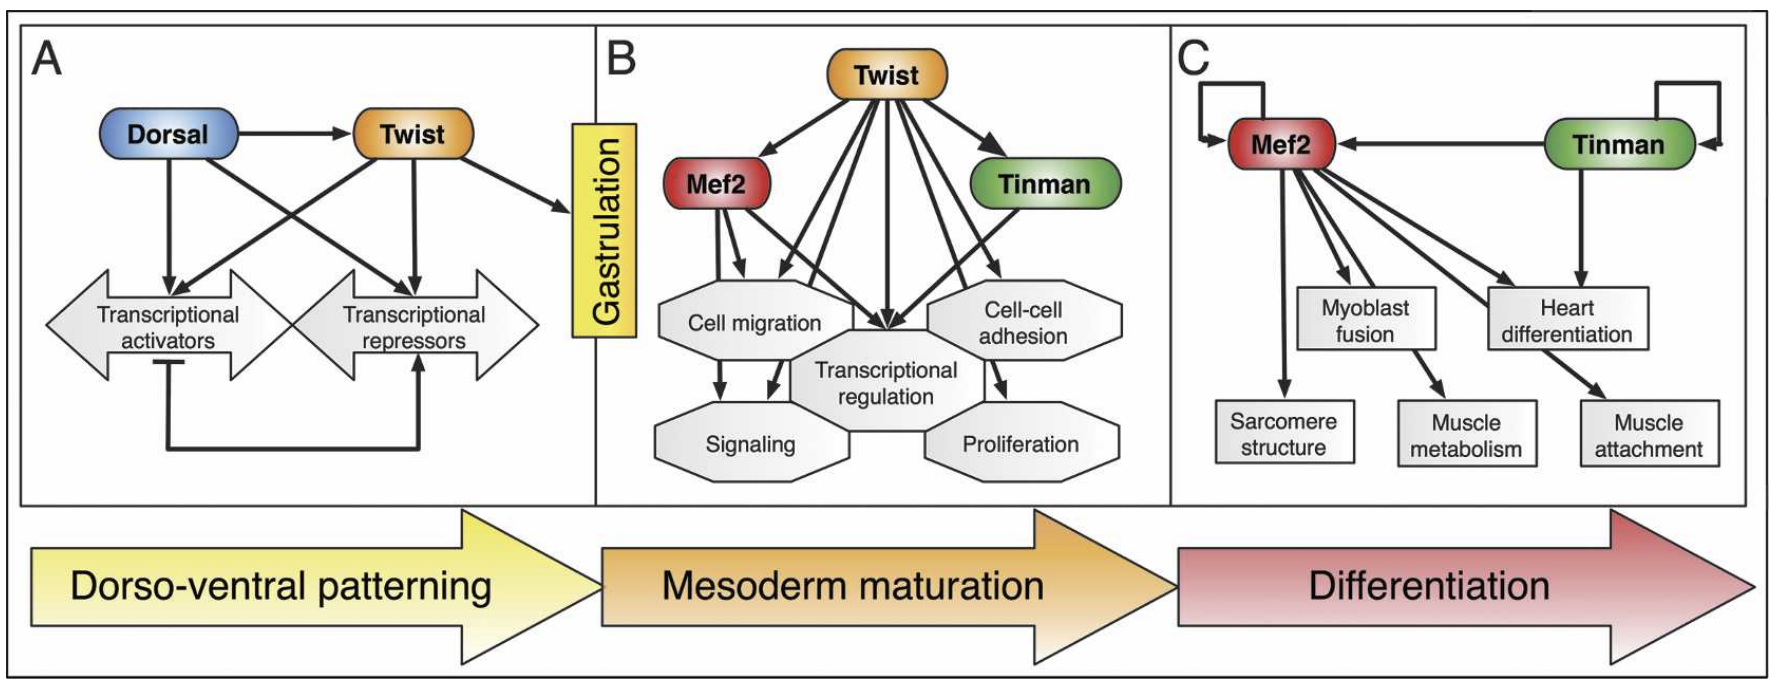 A
Dorsal
Twist
Transcriptional
activators
Transcriptional
repressors
Gastrulation
B
Twist
Mef2
Tinman
Cell migration
Cell-cell
adhesion
Transcriptional
regulation
Signaling
Proliferation
C
Mef2
Tinman
Myoblast
fusion
Heart
differentiation
Sarcomere
structure
Muscle
metabolism
Muscle
attachment
Dorso-ventral patterning
Mesoderm maturation
Differentiation